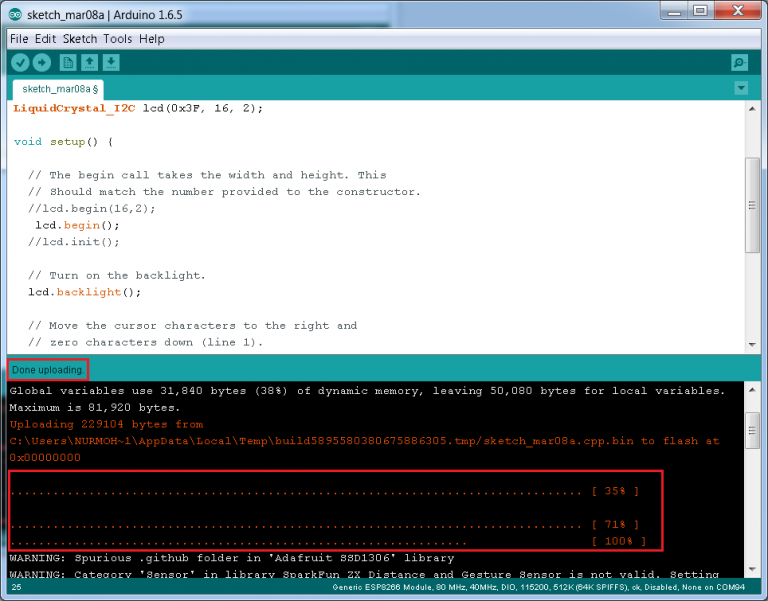 sketch_mar08a | Arduino 1.6.5
File Edit Sketch Tools Help
sketch_mar08a §
LiquidCrystal_I2C lcd(0x3F, 16, 2);
void setup() {
// The begin call takes the width and height. This
// Should match the number provided to the constructor.
//lcd.begin(16,2);
lcd.begin();
//lcd.init();
// Turn on the backlight.
lcd.backlight();
// Move the cursor characters to the right and
// zero characters down (line 1).
Done uploading.
Global variables use 31,840 bytes (38%) of dynamic memory, leaving 50,080 bytes for local variables.
Maximum is 81,920 bytes.
Uploading 229104 bytes from
C:\Users\NURMOH~1\AppData\Local\Temp\build5895580380675886305.tmp/sketch_mar08a.cpp.bin to flash at
0x00000000
................................................................................ [ 35% ]
................................................................................ [ 71% ]
................................................................ [ 100% ]
WARNING: Spurious .github folder in 'Adafruit SSD1306' library
WARNING: Category 'Sensor' in library SparkFun ZX Distance and Gesture Sensor is not valid. Setting
25
Generic ESP8266 Module, 80 MHz, 40MHz, DIO, 115200, 512K (64K SPIFFS), ck, Disabled, None on COM94